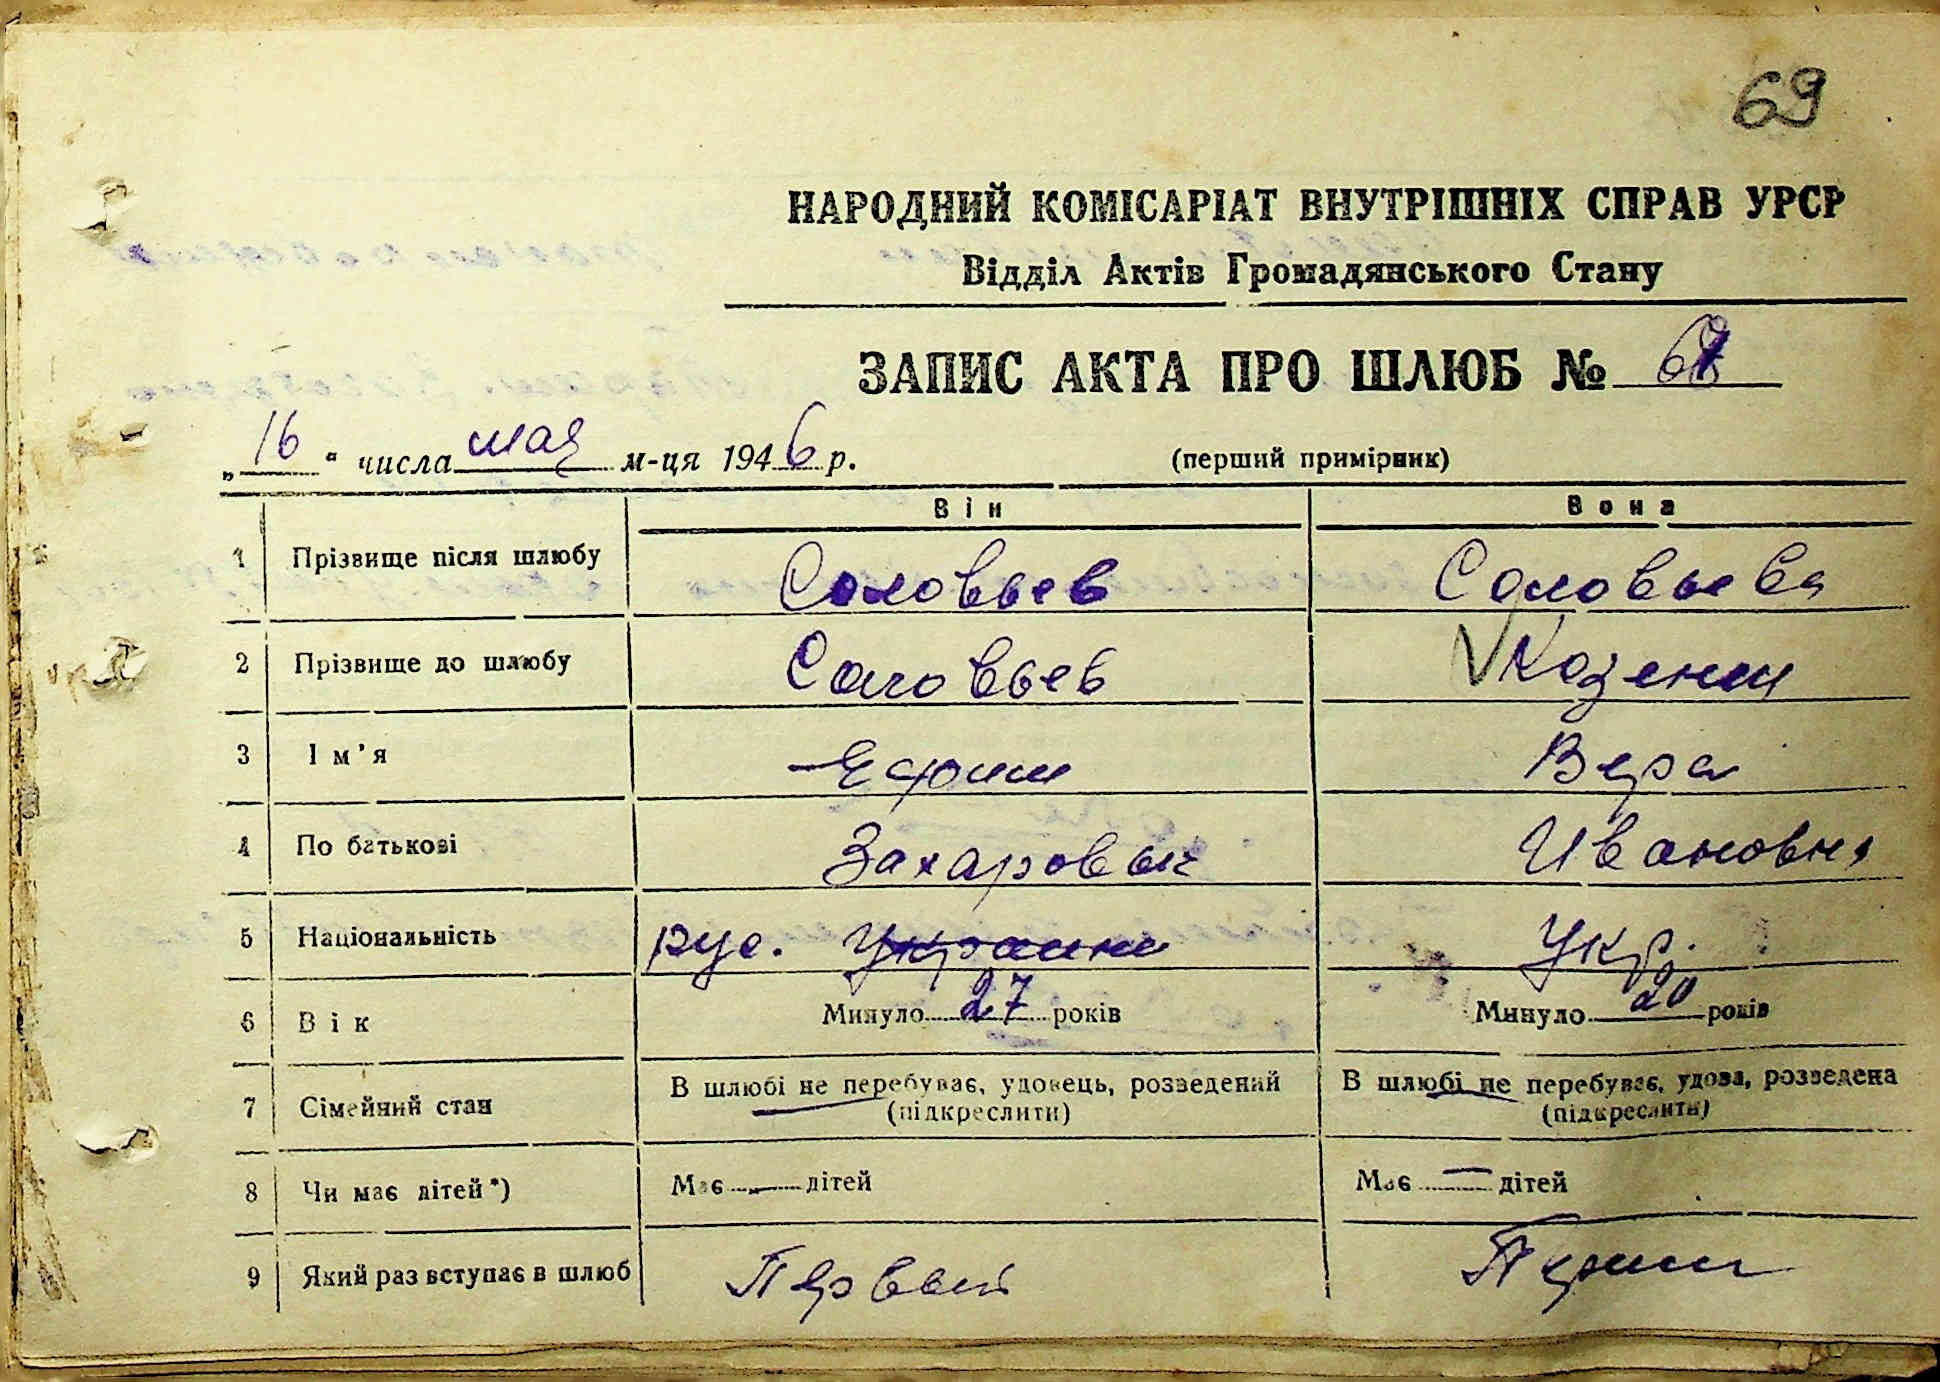 69
НАРОДНИЙ КОМІСАРІАТ ВНУТРІШНІХ СПРАВ УРСР
Відділ Актів Громадянського Стану
ЗАПИС АКТА ПРО ШЛЮБ №
„16“ числа мая м-ця 1946 р. (перший примірник)
Він Вона
1 Прізвище після шлюбу Соловьев Соловьева
2 Прізвище до шлюбу Соловьев
3 Ім'я Ефим Вера
4 По батькові Захарович Ивановна
5 Національність рус. Украине Укр.
6 Вік Минуло 27 років Минуло 20 років
7 Сімейний стан В шлюбі не перебуває, удовець, розведений В шлюбі не перебуває, удова, розведена
(підкреслити) (підкреслити)
8 Чи має дітей*) Має — дітей Має — дітей
9 Який раз вступає в шлюб Первый